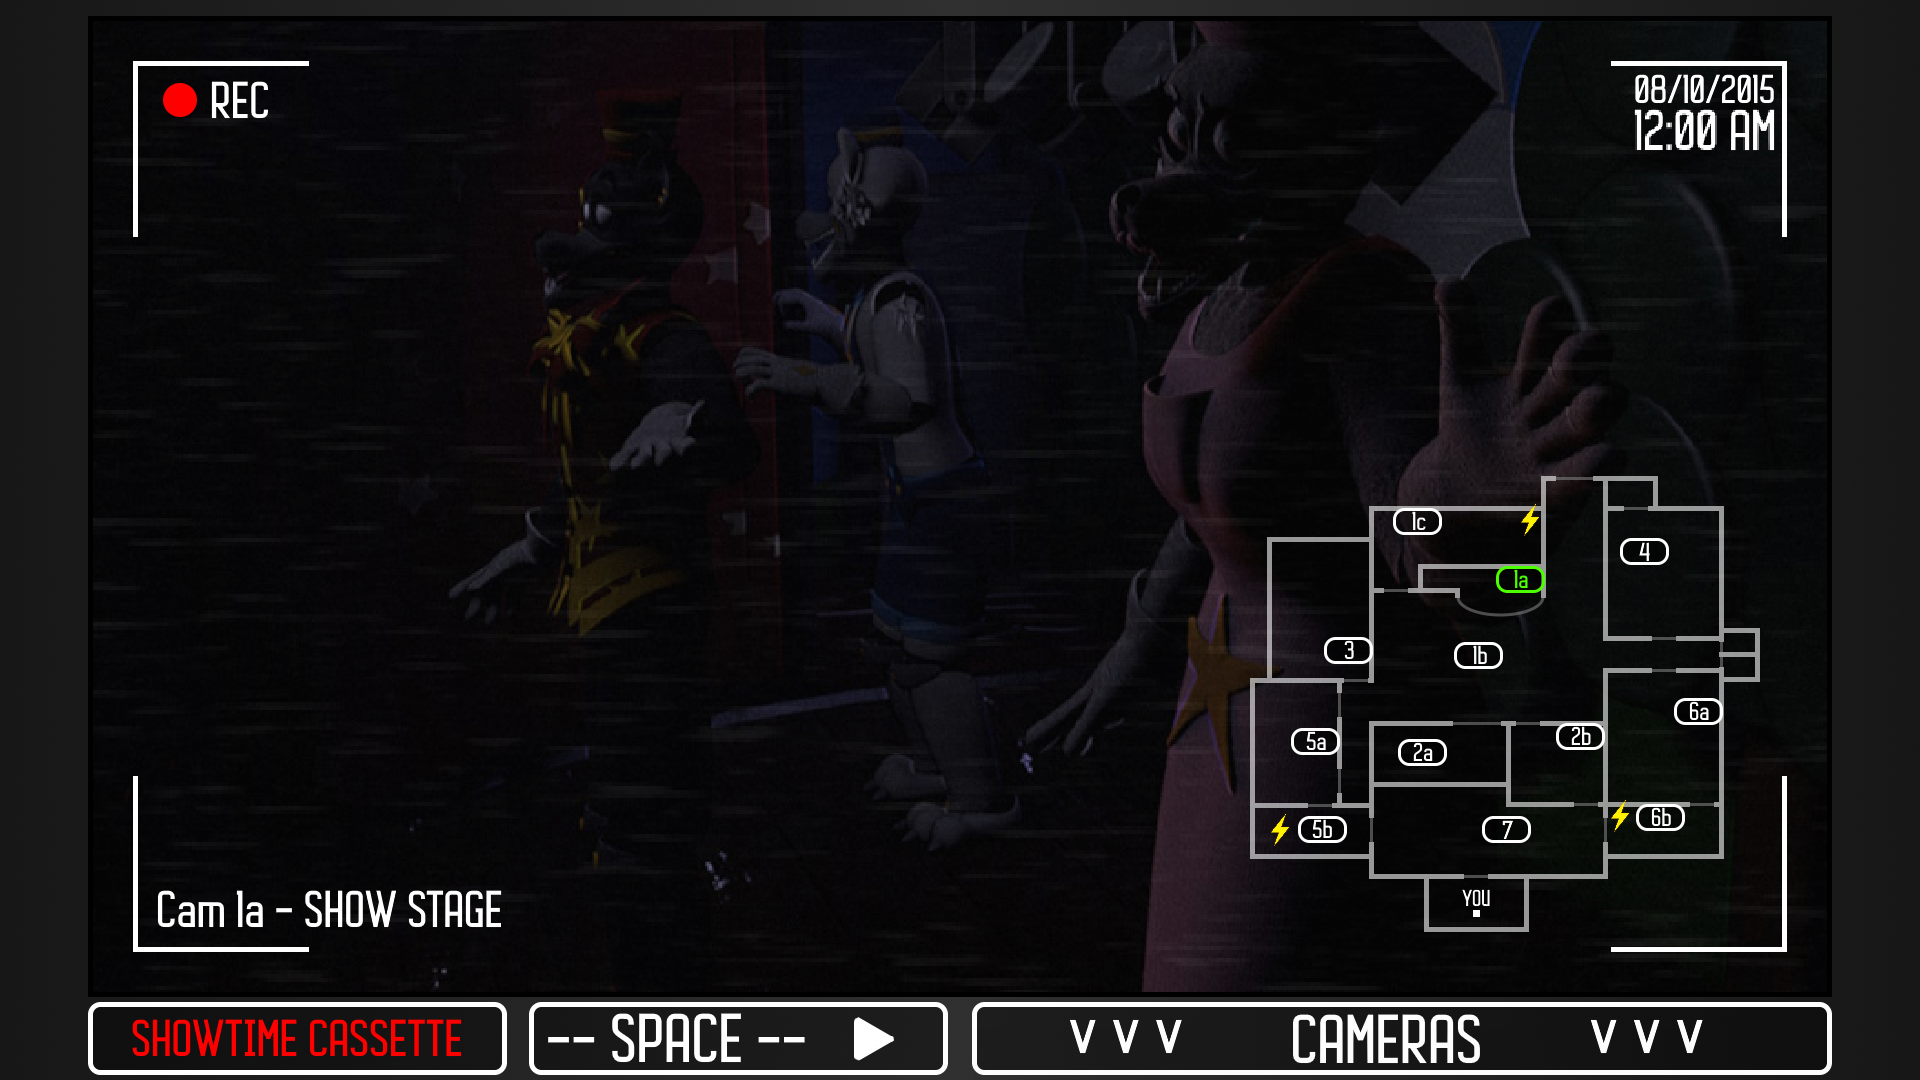 REC
08/10/2015
12:00 AM
1c
4
1a
3
1b
6a
5a
2a
2b
5b
7
6b
YOU
Cam 1a - SHOW STAGE
SHOWTIME CASSETTE
-- SPACE --
V V V CAMERAS V V V